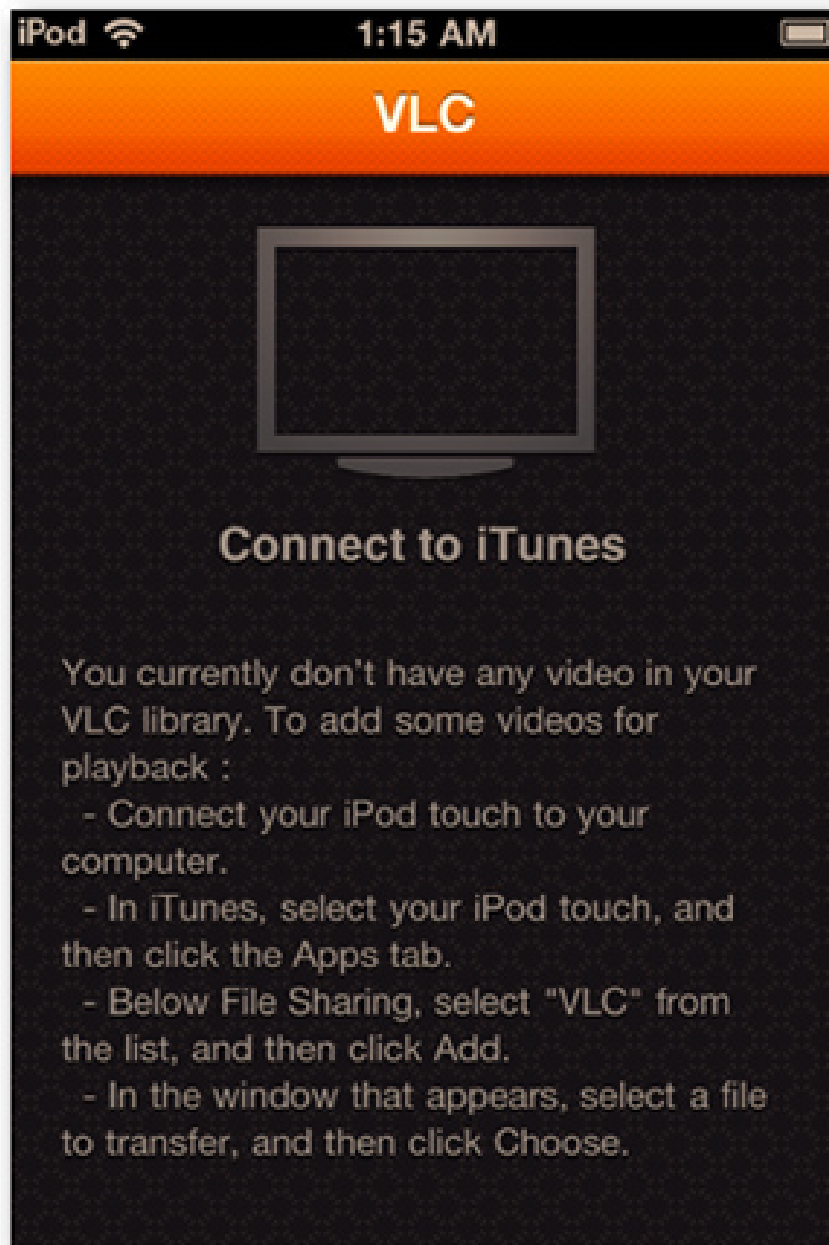 iPod 1:15 AM
VLC
Connect to iTunes
You currently don't have any video in your
VLC library. To add some videos for
playback :
- Connect your iPod touch to your
computer.
- In iTunes, select your iPod touch, and
then click the Apps tab.
- Below File Sharing, select "VLC" from
the list, and then click Add.
- In the window that appears, select a file
to transfer, and then click Choose.